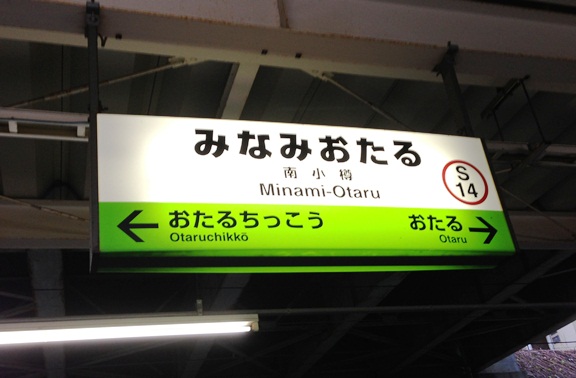 みなみおたる
南小樽
Minami-Otaru
S
14
← おたるちっこう
Otaruchikkō
おたる →
Otaru